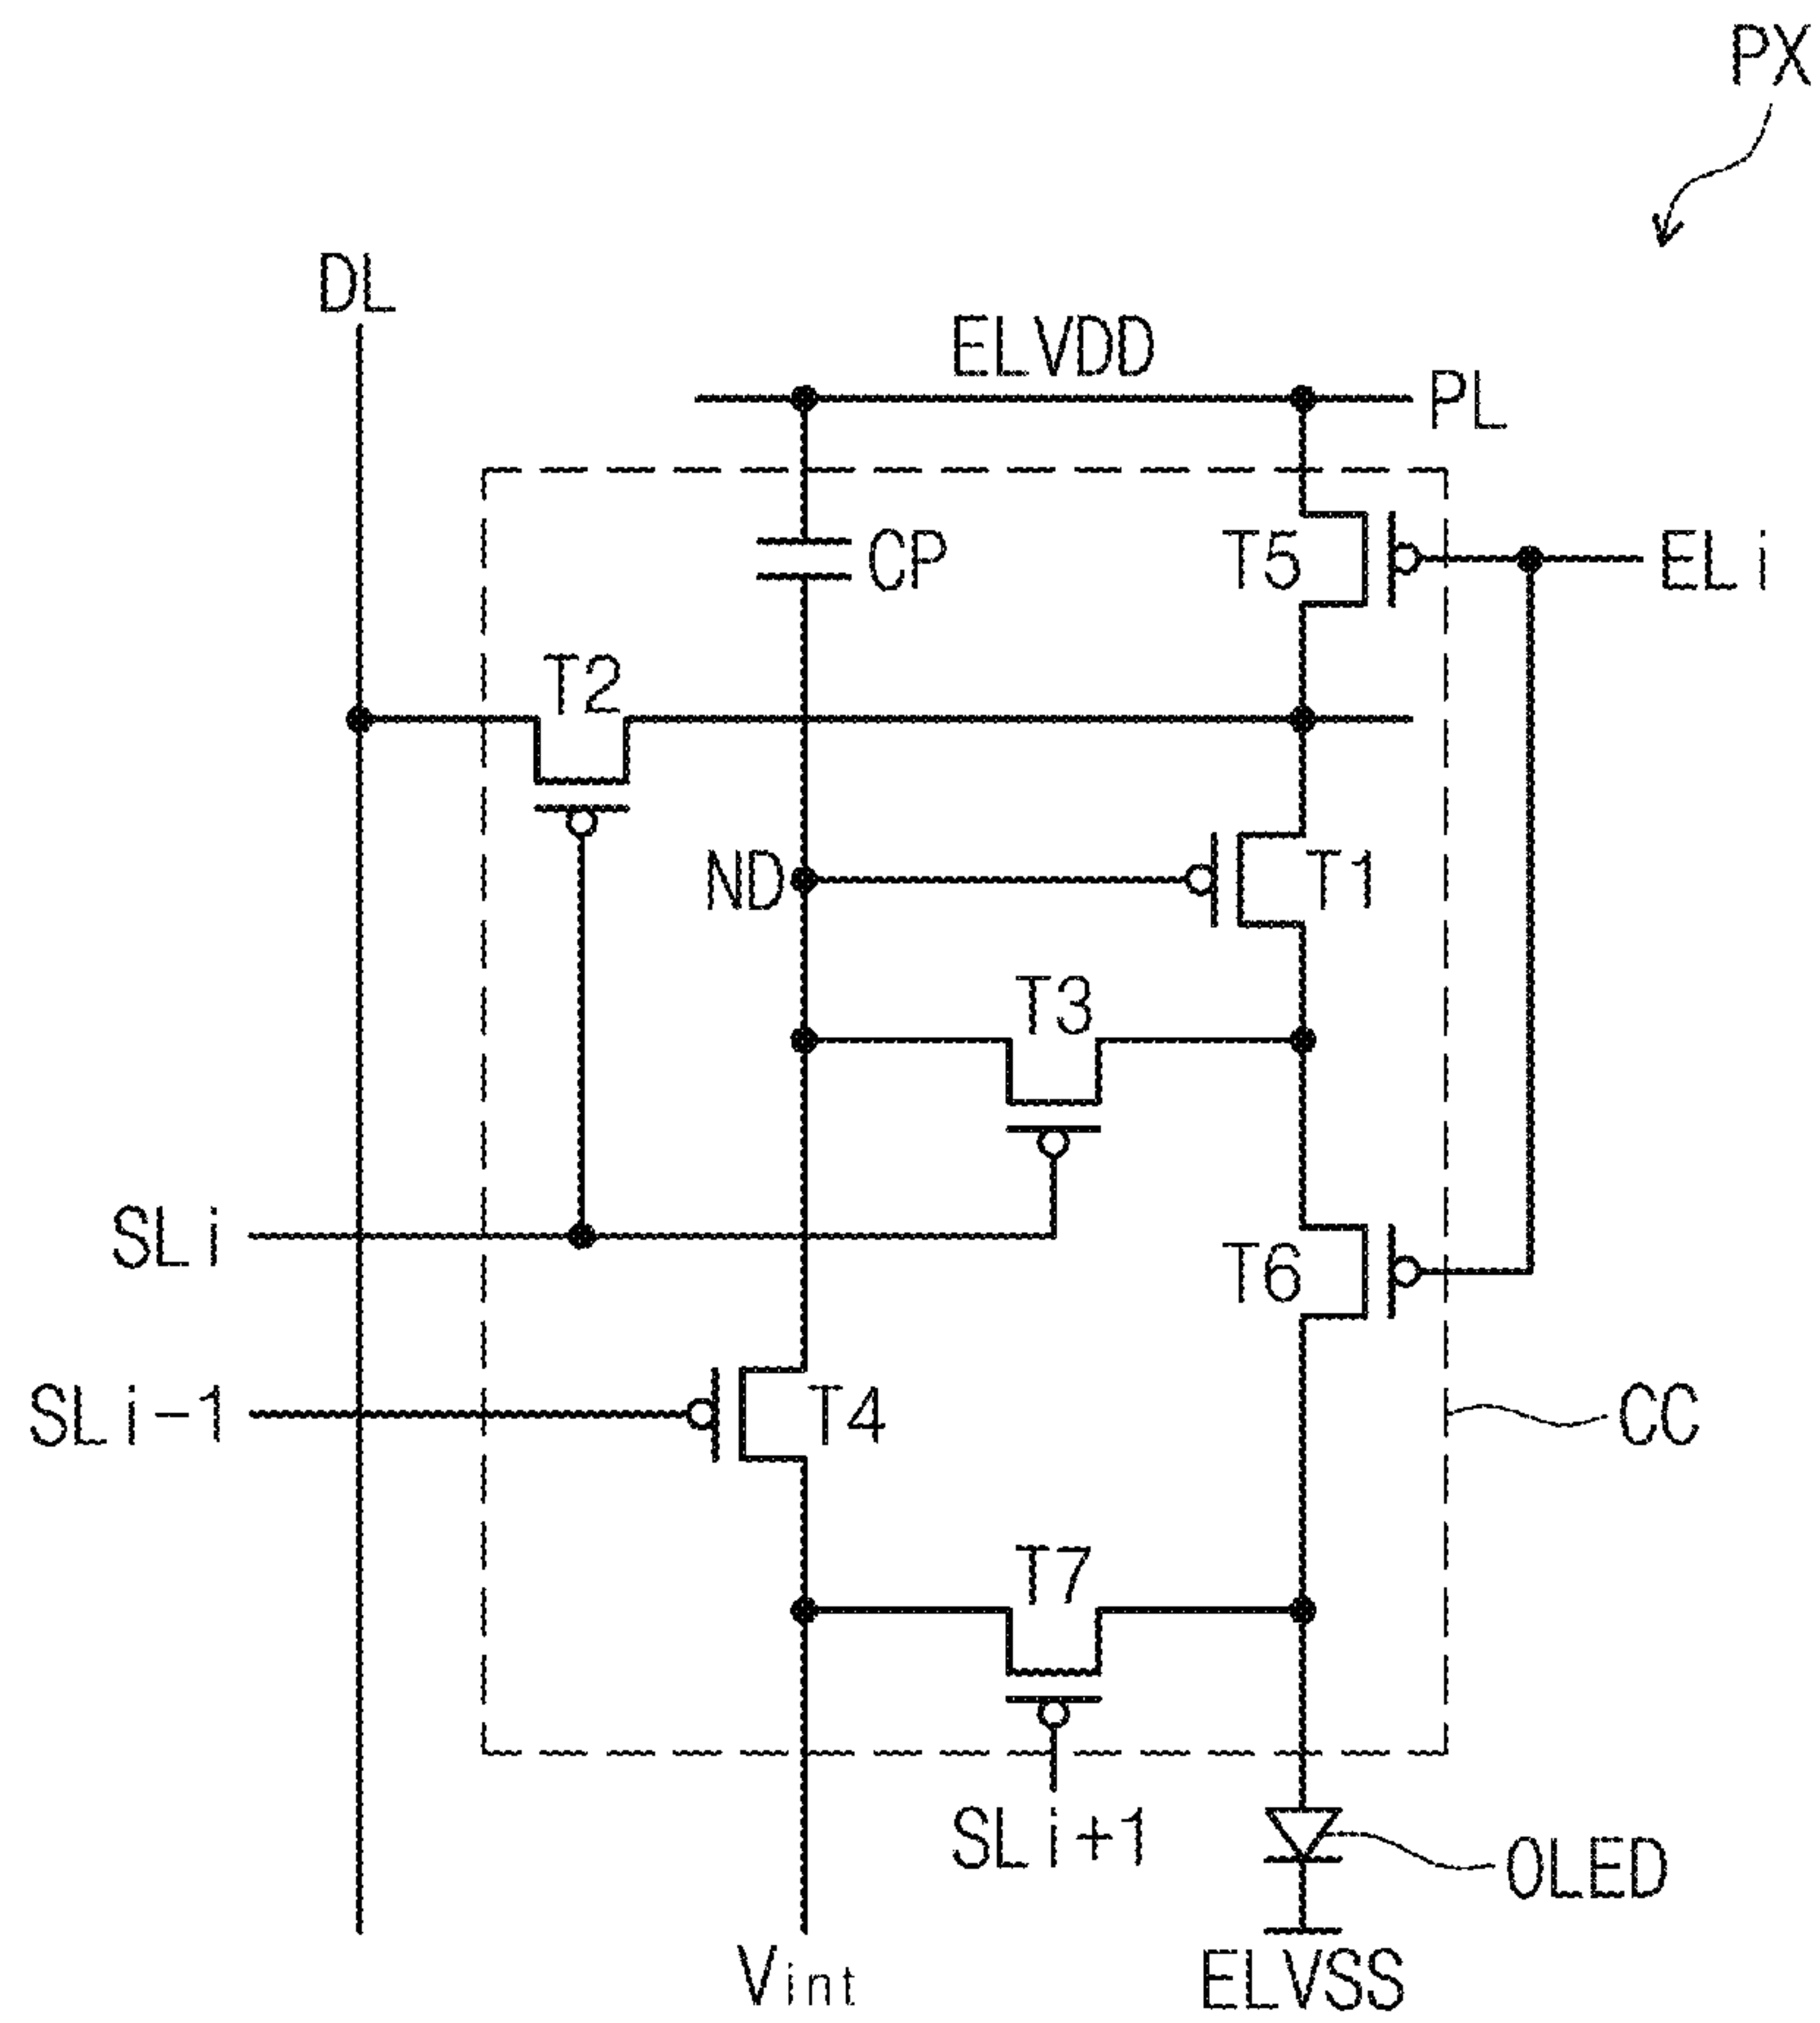 PX
DL
ELVDD
PL
CP
T5
ELi
T2
ND
T1
T3
SLi
T6
SLi-1
T4
CC
T7
SLi+1
OLED
Vint
ELVSS